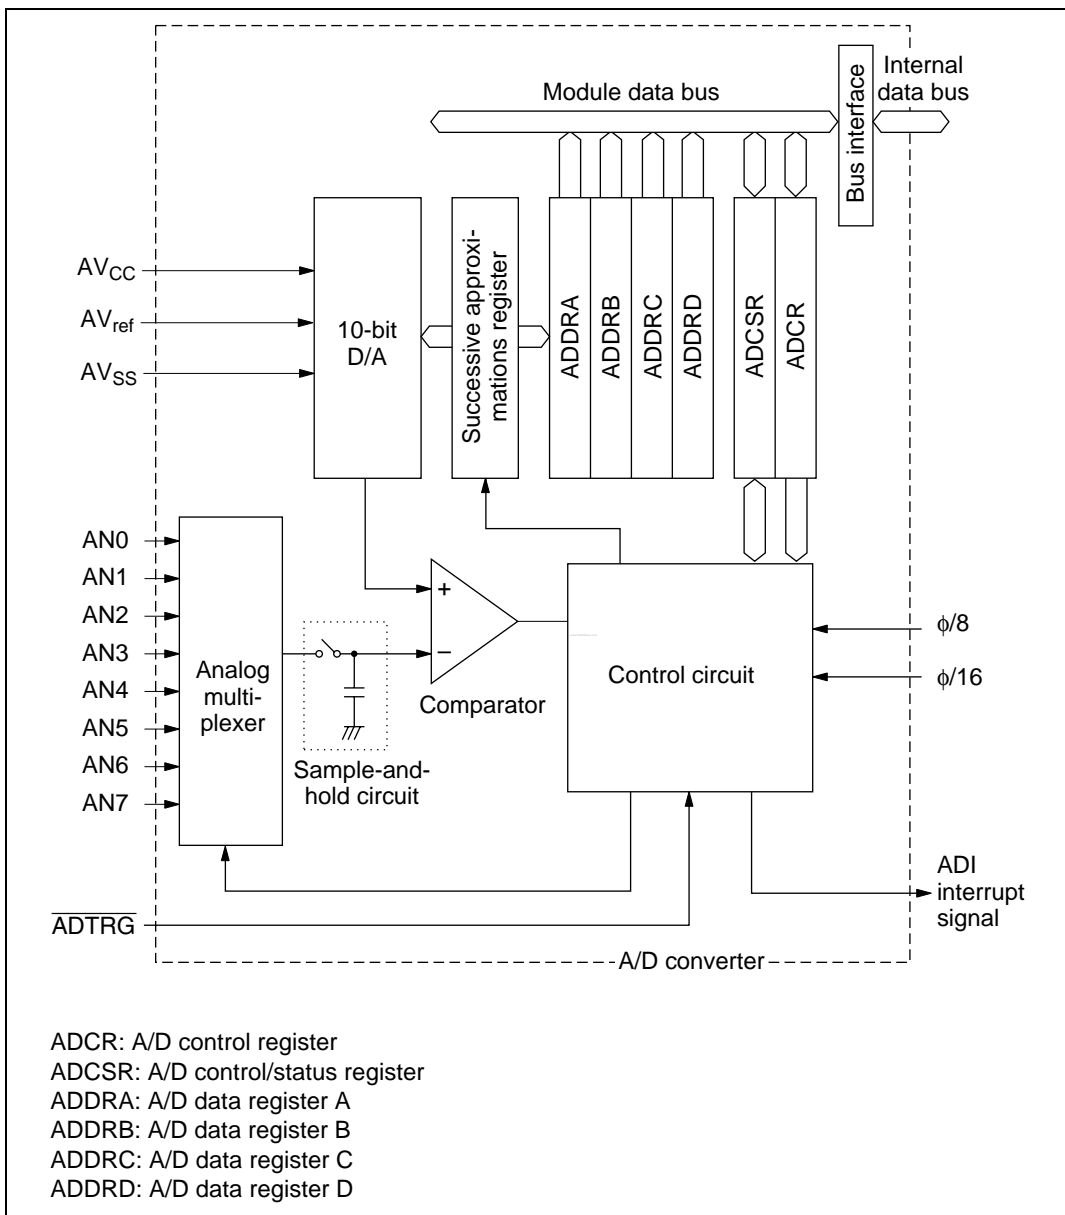 Module data bus
Internal
data bus
Bus interface
AVCC
AVref
AVSS
10-bit
D/A
Successive approxi-
mations register
ADDRA
ADDRB
ADDRC
ADDRD
ADCSR
ADCR
AN0
AN1
AN2
AN3
AN4
AN5
AN6
AN7
Analog
multi-
plexer
+
−
Comparator
Sample-and-
hold circuit
Control circuit
ϕ/8
ϕ/16
ADTRG
ADI
interrupt
signal
A/D converter
ADCR: A/D control register
ADCSR: A/D control/status register
ADDRA: A/D data register A
ADDRB: A/D data register B
ADDRC: A/D data register C
ADDRD: A/D data register D